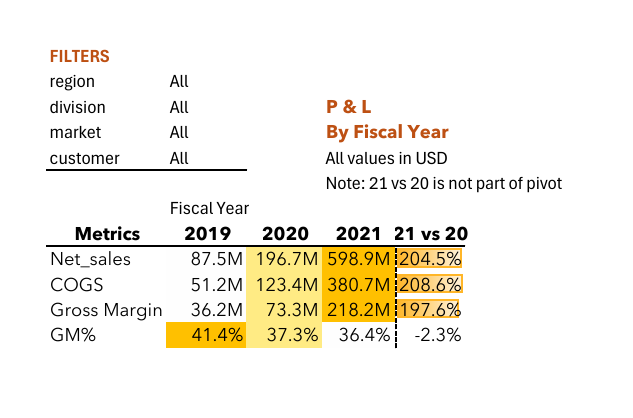 FILTERS
region All
division All
market All
customer All
P & L
By Fiscal Year
All values in USD
Note: 21 vs 20 is not part of pivot
Fiscal Year
Metrics 2019 2020 2021 21 vs 20
Net_sales 87.5M 196.7M 598.9M 204.5%
COGS 51.2M 123.4M 380.7M 208.6%
Gross Margin 36.2M 73.3M 218.2M 197.6%
GM% 41.4% 37.3% 36.4% -2.3%